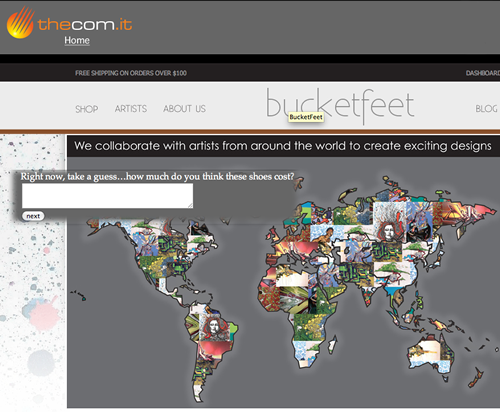 thecom.it
Home
FREE SHIPPING ON ORDERS OVER $100
DASHBOARD
SHOP
ARTISTS
ABOUT US
bucketfeet
BLOG
BucketFeet
We collaborate with artists from around the world to create exciting designs
Right now, take a guess...how much do you think these shoes cost?
next